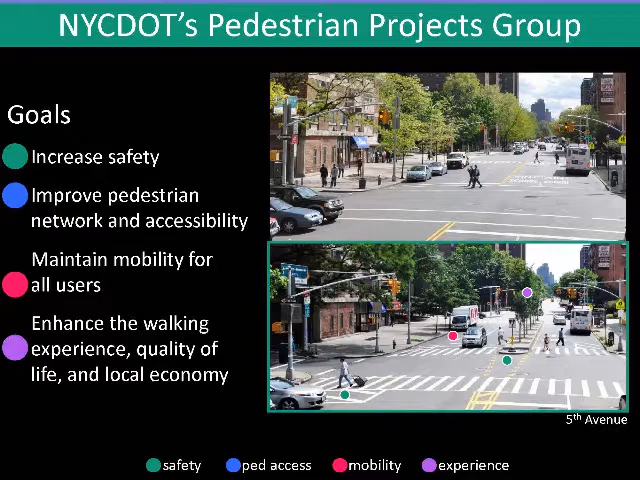 NYCDOT's Pedestrian Projects Group
Goals
Increase safety
Improve pedestrian
network and accessibility
Maintain mobility for
all users
Enhance the walking
experience, quality of
life, and local economy
5th Avenue
safety ped access mobility experience